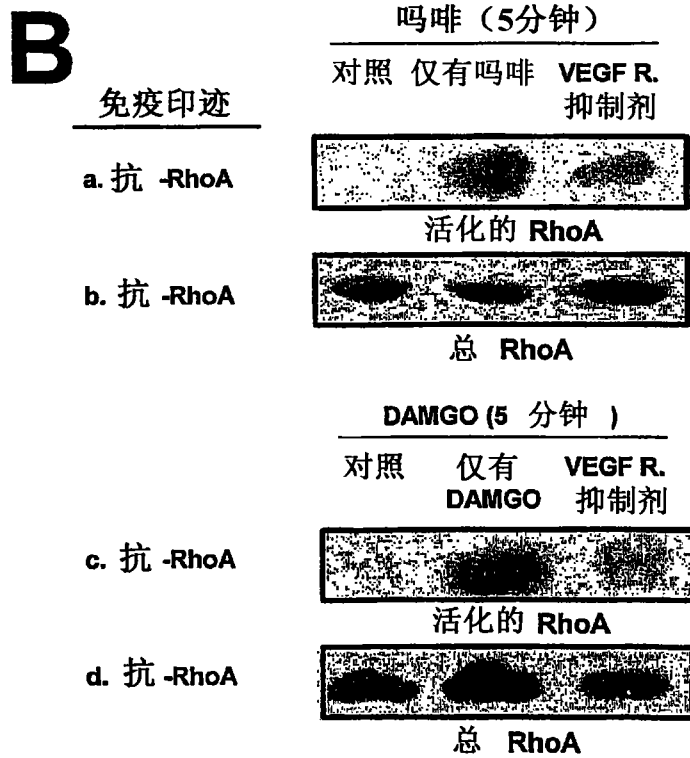 B
吗啡（5分钟）
对照 仅有吗啡 VEGF R.
抑制剂
免疫印迹
a. 抗 -RhoA
活化的 RhoA
b. 抗 -RhoA
总 RhoA
DAMGO (5 分钟 )
对照 仅有 VEGF R.
DAMGO 抑制剂
c. 抗 -RhoA
活化的 RhoA
d. 抗 -RhoA
总 RhoA